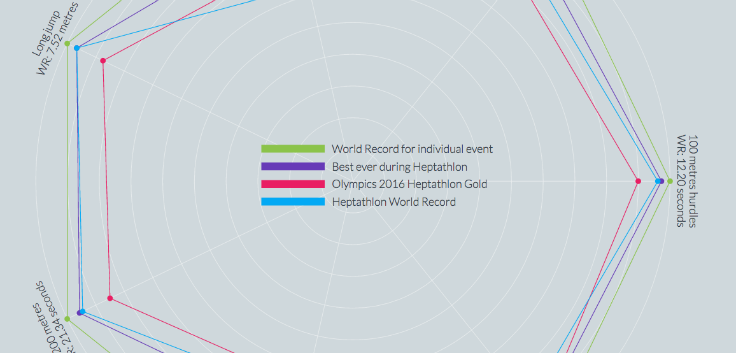 Long jump
WR: 7.52 metres
World Record for individual event
Best ever during Heptathlon
Olympics 2016 Heptathlon Gold
Heptathlon World Record
100 metres hurdles
WR: 12.20 seconds
200 metres
21.34 seconds